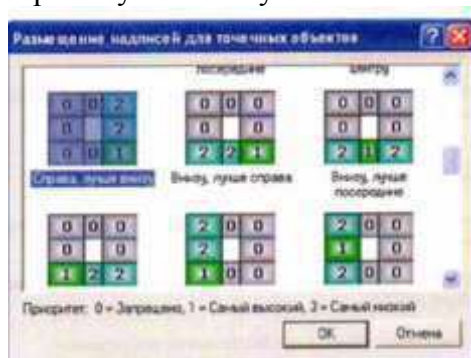 Размещение надписей для точечных объектов
посередине
центру
0 0 2
0 2
0 0 1
Справа, лучше внизу
0 0 0
0 0
2 2 1
Внизу, лучше справа
0 0 0
0 0
2 1 2
Внизу, лучше
посередине
0 0 0
0 0
1 2 2
2 0 0
2 0
1 0 0
2 0 0
1 0
2 0 0
Приоритет: 0 = Запрещено, 1 = Самый высокий, 3 = Самый низкий
OK
Отмена